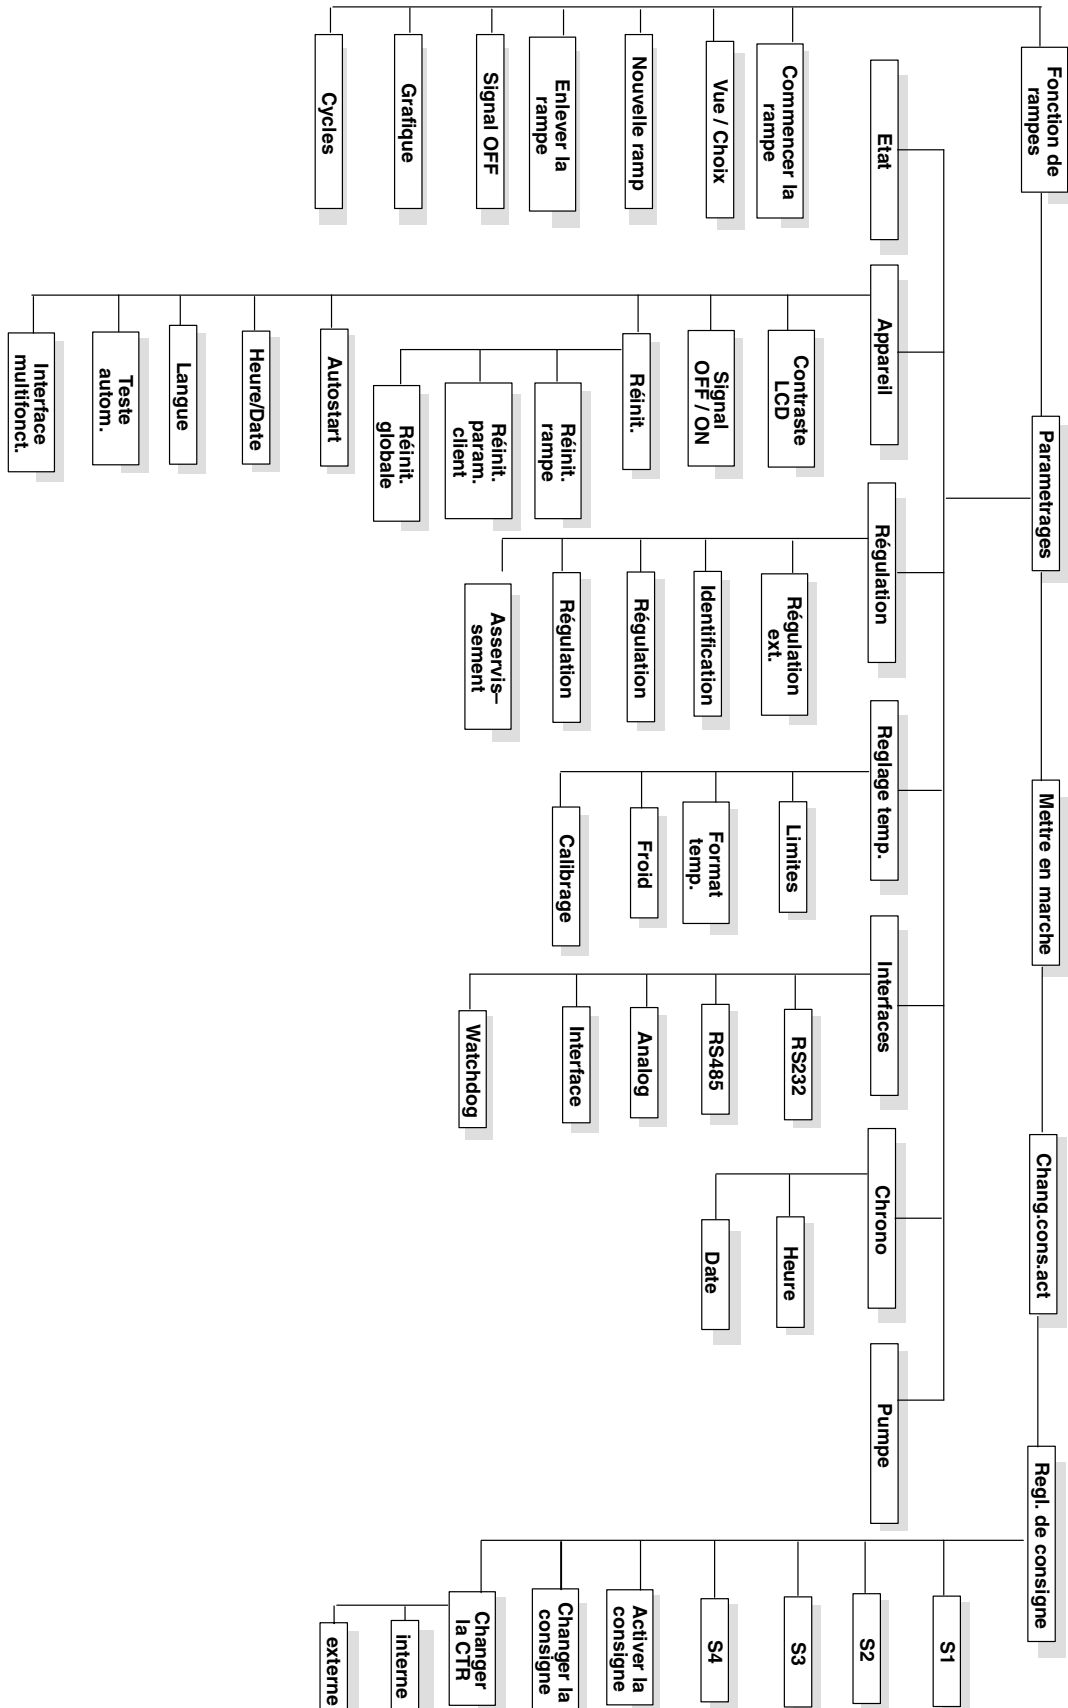 Fonction de
rampes
Commencer la
rampe
Vue / Choix
Nouvelle ramp
Enlever la
rampe
Signal OFF
Grafique
Cycles
Parametrages
Etat
Appareil
Contraste
LCD
Signal
OFF / ON
Réinit.
Réinit.
rampe
Réinit.
param.
client
Réinit.
globale
Autostart
Heure/Date
Langue
Teste
autom.
Interface
multifonct.
Régulation
Régulation
ext.
Identification
Régulation
Régulation
Asservis–
sement
Reglage temp.
Limites
Format
temp.
Froid
Calibrage
Interfaces
RS232
RS485
Analog
Interface
Watchdog
Chrono
Heure
Date
Pumpe
Mettre en marche
Chang.cons.act
Regl. de consigne
S1
S2
S3
S4
Activer la
consigne
Changer la
consigne
Changer
la CTR
interne
externe